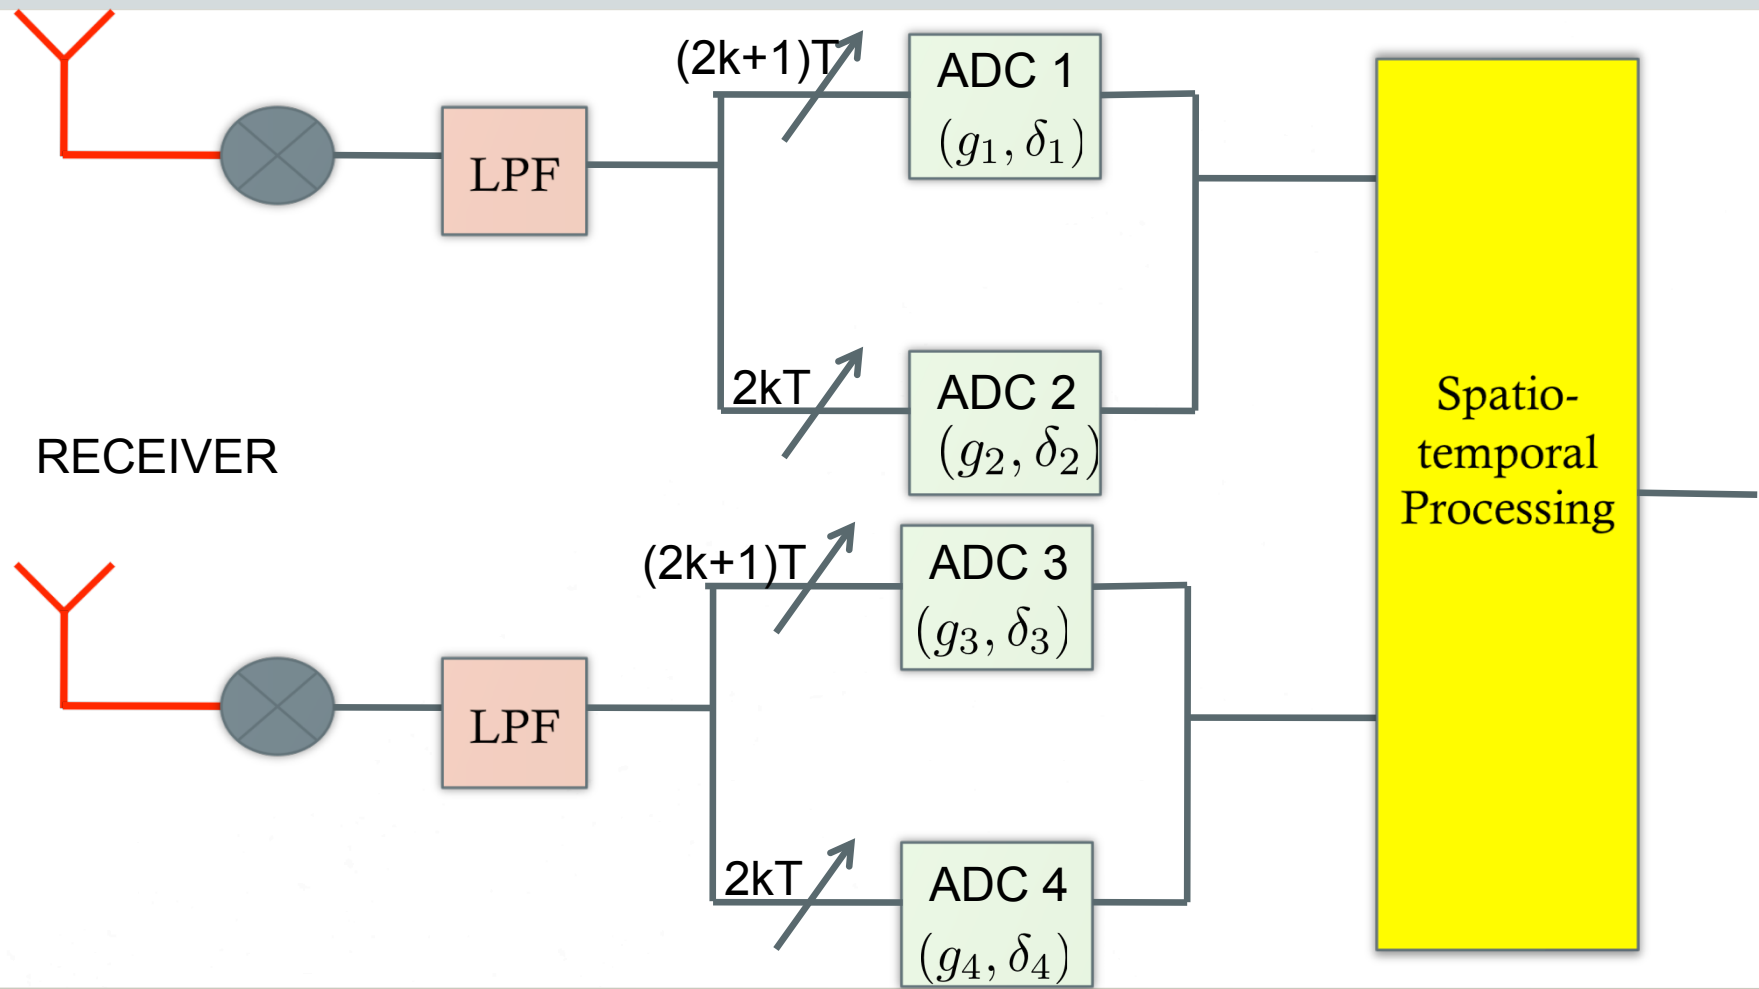 (2k+1)T
ADC 1
(g₁, δ₁)
LPF
2kT
ADC 2
(g₂, δ₂)
RECEIVER
Spatio-
temporal
Processing
(2k+1)T
ADC 3
(g₃, δ₃)
LPF
2kT
ADC 4
(g₄, δ₄)